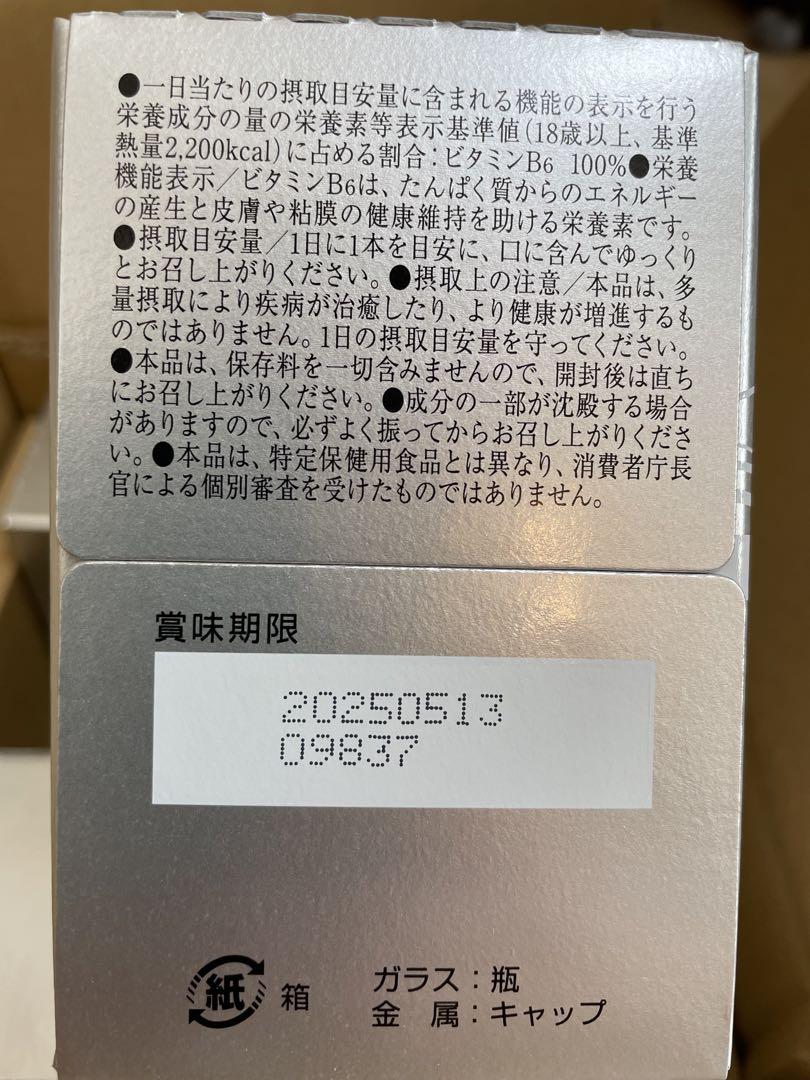 ●一日当たりの摂取目安量に含まれる機能の表示を行う
栄養成分の量の栄養素等表示基準値(18歳以上、基準
熱量2,200kcal)に占める割合：ビタミンB6 100%●栄養
機能表示／ビタミンB6は、たんぱく質からのエネルギー
の産生と皮膚や粘膜の健康維持を助ける栄養素です。
●摂取目安量／1日に1本を目安に、口に含んでゆっくり
とお召し上がりください。●摂取上の注意／本品は、多
量摂取により疾病が治癒したり、より健康が増進するも
のではありません。1日の摂取目安量を守ってください。
●本品は、保存料を一切含みませんので、開封後は直ち
にお召し上がりください。●成分の一部が沈殿する場合
がありますので、必ずよく振ってからお召し上がりくださ
い。●本品は、特定保健用食品とは異なり、消費者庁長
官による個別審査を受けたものではありません。
賞味期限
20250513
09837
紙 箱
ガラス：瓶
金 属：キャップ